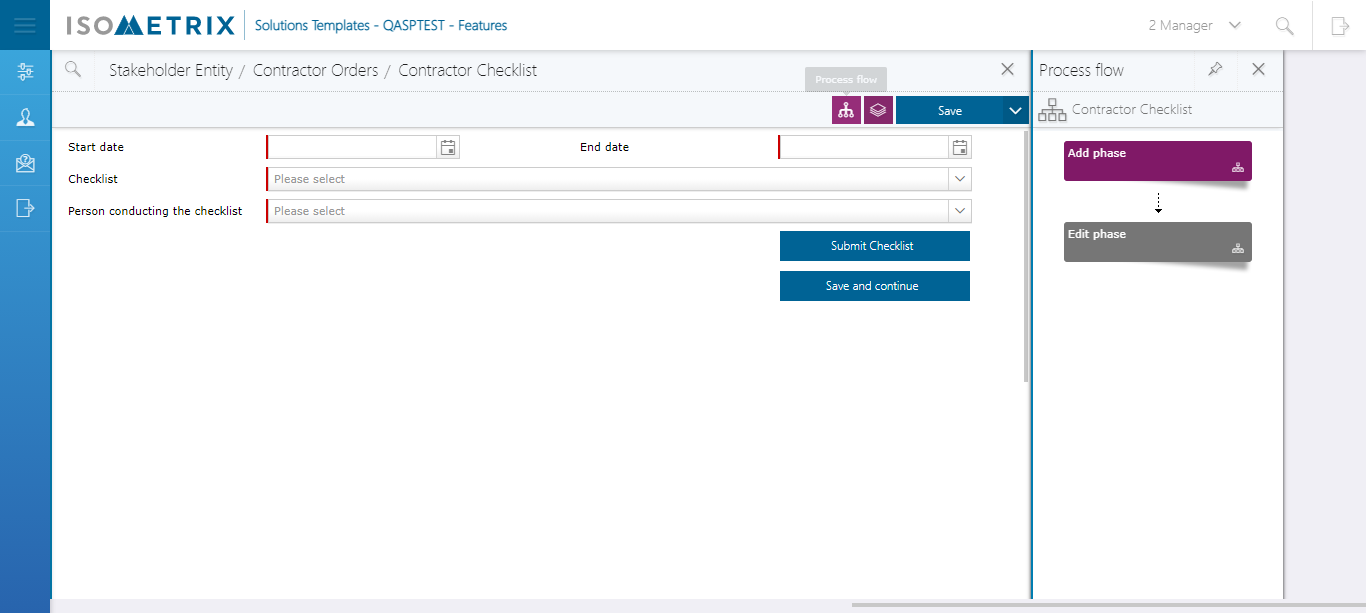 ISOMETRIX
Solutions Templates - QASPTEST - Features
2 Manager
Stakeholder Entity / Contractor Orders / Contractor Checklist
Process flow
Process flow
Save
Contractor Checklist
Start date
End date
Checklist
Please select
Person conducting the checklist
Please select
Submit Checklist
Save and continue
Add phase
Edit phase